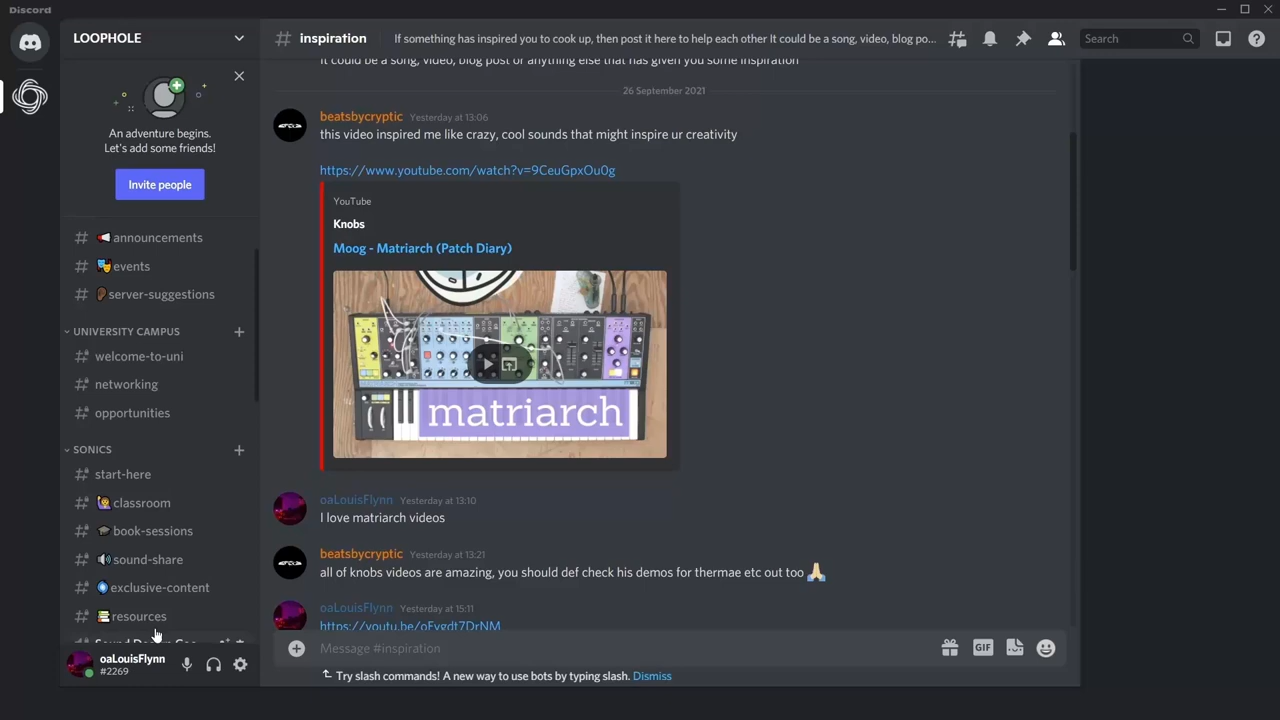 Discord
LOOPHOLE
inspiration
If something has inspired you to cook up, then post it here to help each other It could be a song, video, blog po...
Search
It could be a song, video, blog post or anything else that has given you some inspiration
An adventure begins.
Let's add some friends!
Invite people
announcements
events
server-suggestions
UNIVERSITY CAMPUS
welcome-to-uni
networking
opportunities
SONICS
start-here
classroom
book-sessions
sound-share
exclusive-content
resources
oaLouisFlynn
#2269
26 September 2021
beatsbycryptic Yesterday at 13:06
this video inspired me like crazy, cool sounds that might inspire ur creativity
https://www.youtube.com/watch?v=9CeuGpxOu0g
YouTube
Knobs
Moog - Matriarch (Patch Diary)
matriarch
oaLouisFlynn Yesterday at 13:10
I love matriarch videos
beatsbycryptic Yesterday at 13:21
all of knobs videos are amazing, you should def check his demos for thermae etc out too
oaLouisFlynn Yesterday at 15:11
https://youtu.be/oFvgdt7DrNM
Message #inspiration
GIF
Try slash commands! A new way to use bots by typing slash. Dismiss